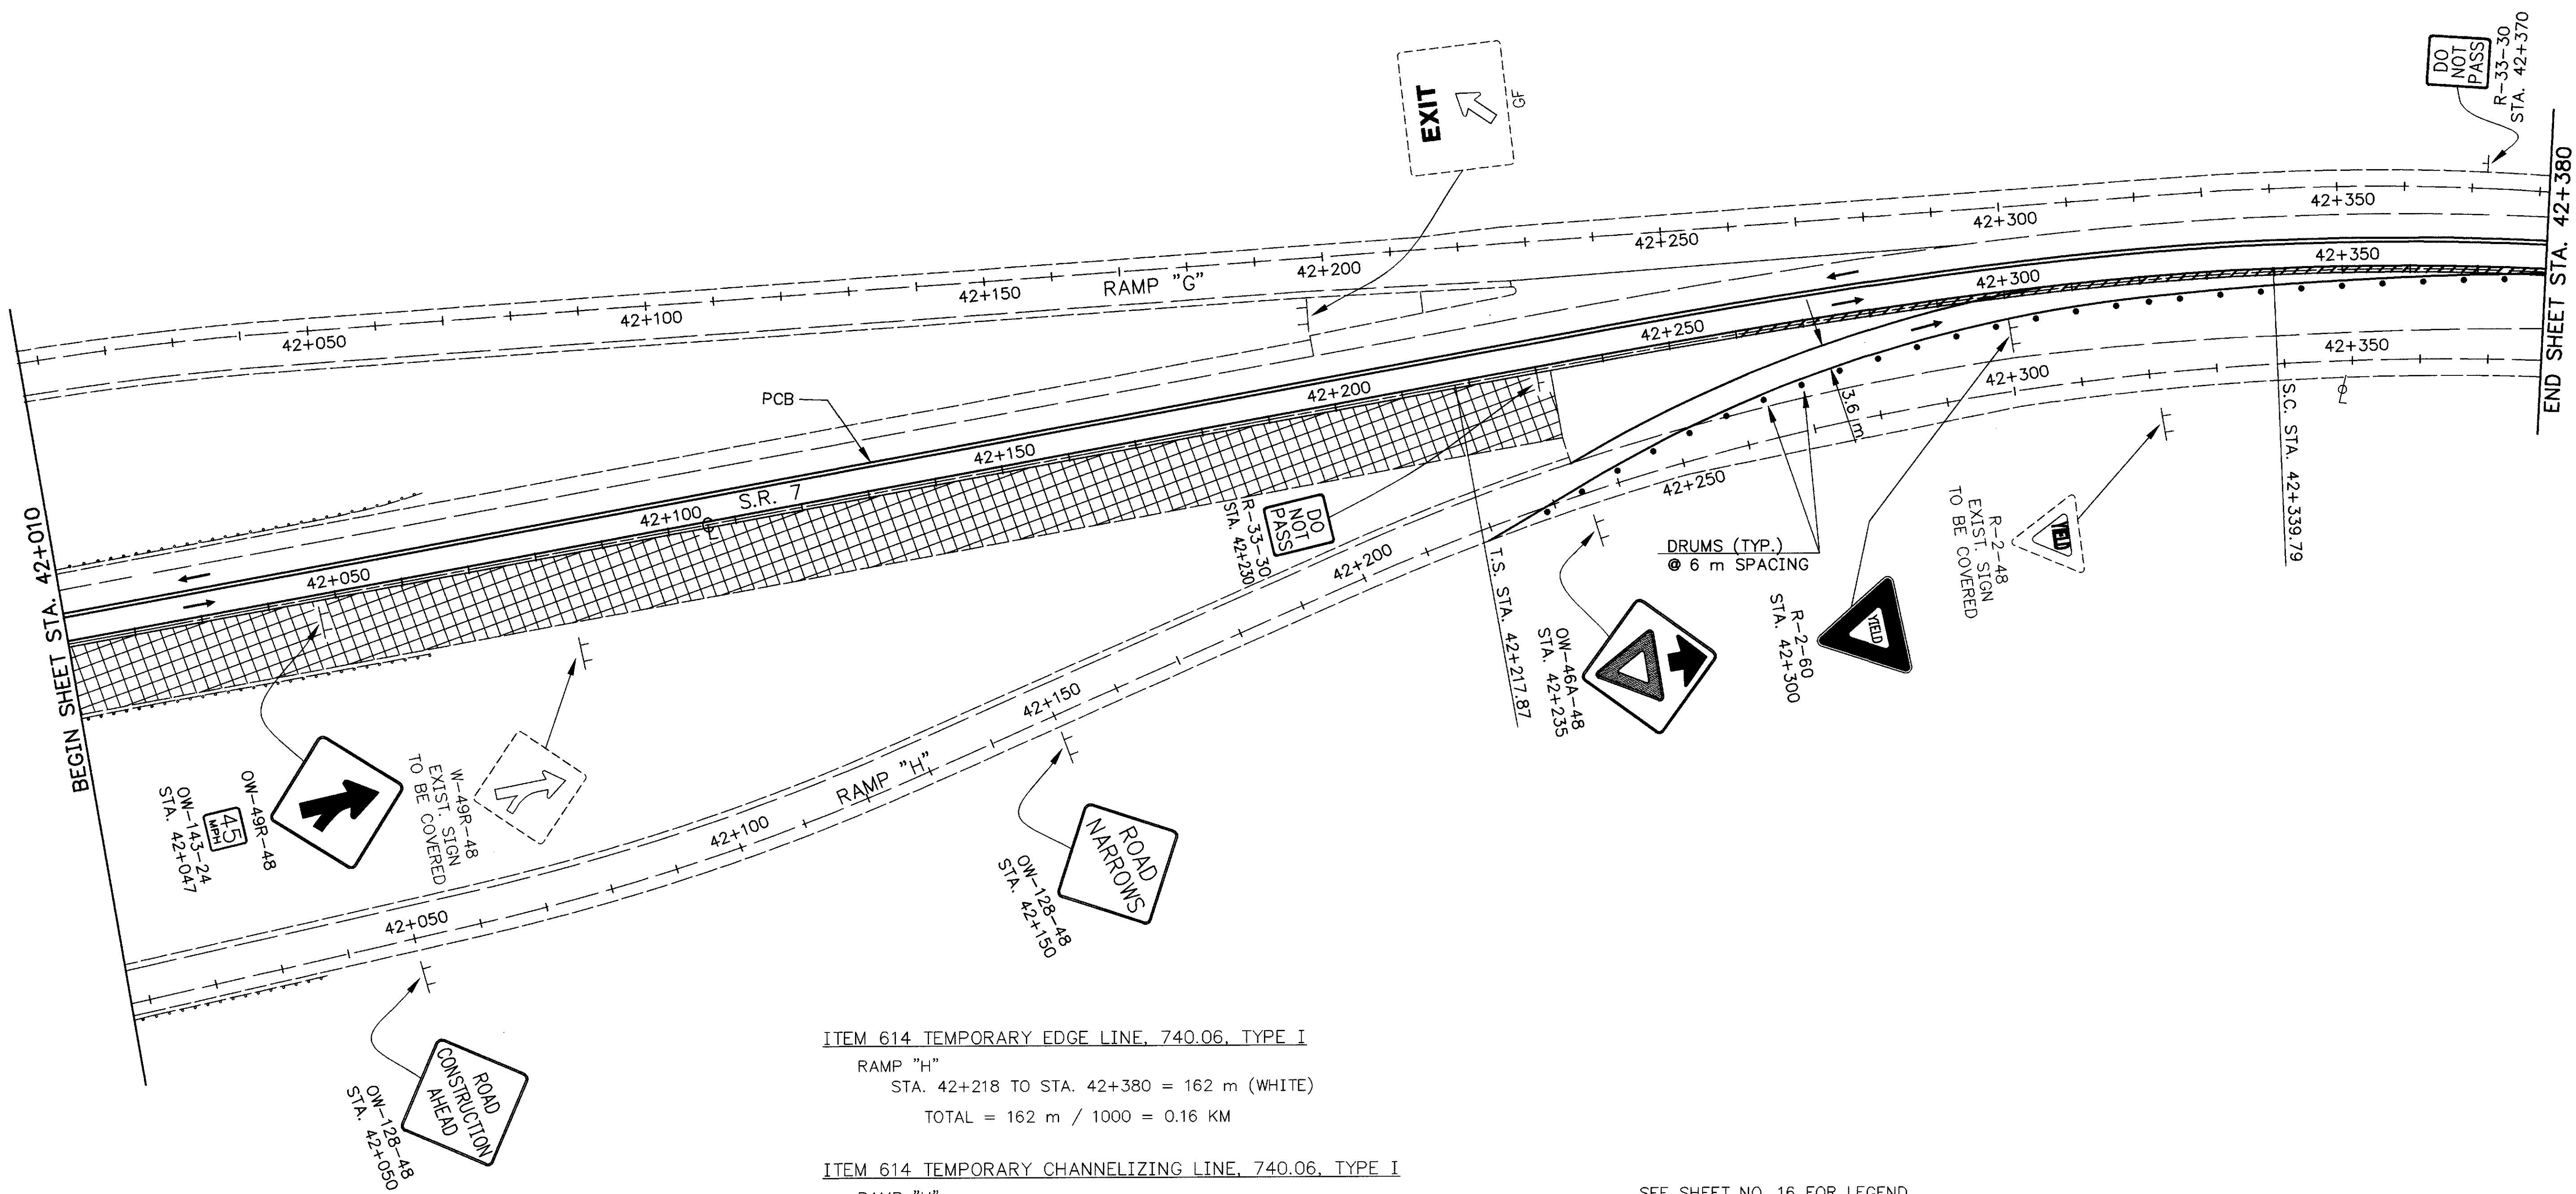 DO
NOT
PASS
R-33-30
STA. 42+370
EXIT
GF
END SHEET STA. 42+380
42+050
42+100
42+150
RAMP "G"
42+200
42+250
42+300
42+350
PCB
BEGIN SHEET STA. 42+010
42+050
42+100
S.R. 7
42+150
42+200
42+250
42+300
42+350
R-33-30
STA. 42+230
DO
NOT
PASS
T.S. STA. 42+217.87
S.C. STA. 42+339.79
3.6 m
DRUMS (TYP.)
@ 6 m SPACING
42+050
42+100
RAMP "H"
42+150
42+200
42+250
42+300
42+350
OW-46A-48
STA. 42+235
R-2-60
STA. 42+300
YIELD
R-2-48
EXIST. SIGN
TO BE COVERED
YIELD
OW-49R-48
45
MPH
OW-143-24
STA. 42+047
W-49R-48
EXIST. SIGN
TO BE COVERED
ROAD
NARROWS
OW-128-48
STA. 42+150
ROAD
CONSTRUCTION
AHEAD
OW-128-48
STA. 42+050
ITEM 614 TEMPORARY EDGE LINE, 740.06, TYPE I
RAMP "H"
STA. 42+218 TO STA. 42+380 = 162 m (WHITE)
TOTAL = 162 m / 1000 = 0.16 KM
ITEM 614 TEMPORARY CHANNELIZING LINE, 740.06, TYPE I
RAMP "H"
SEE SHEET NO. 16 FOR LEGEND